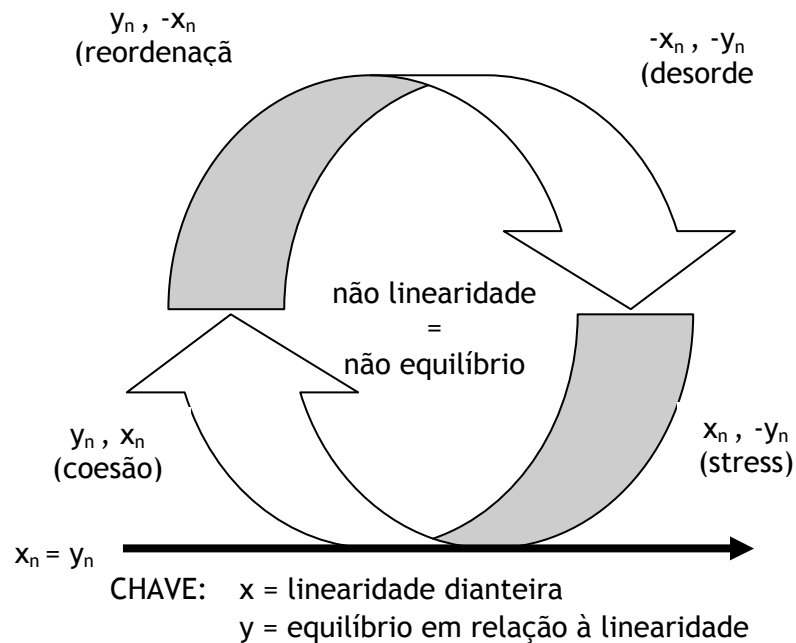 yₙ , -xₙ
(reordenaçã
-xₙ , -yₙ
(desorde
não linearidade
=
não equilíbrio
yₙ , xₙ
(coesão)
xₙ , -yₙ
(stress)
xₙ = yₙ
CHAVE: x = linearidade dianteira
y = equilíbrio em relação à linearidade